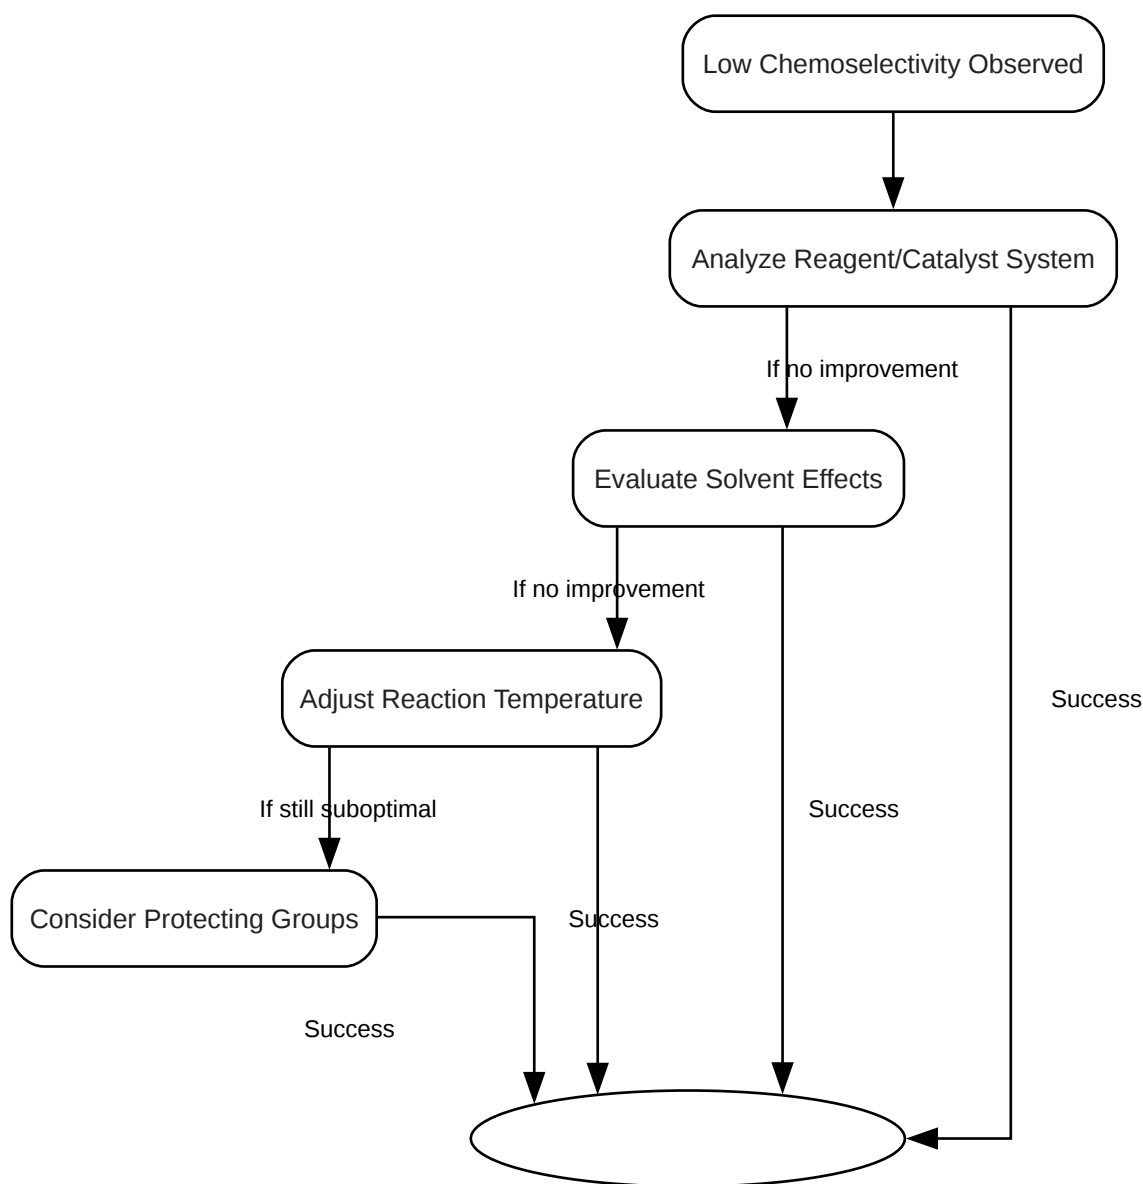 Low Chemoselectivity Observed
Analyze Reagent/Catalyst System
If no improvement
Evaluate Solvent Effects
If no improvement
Adjust Reaction Temperature
Success
If still suboptimal
Success
Consider Protecting Groups
Success
Success